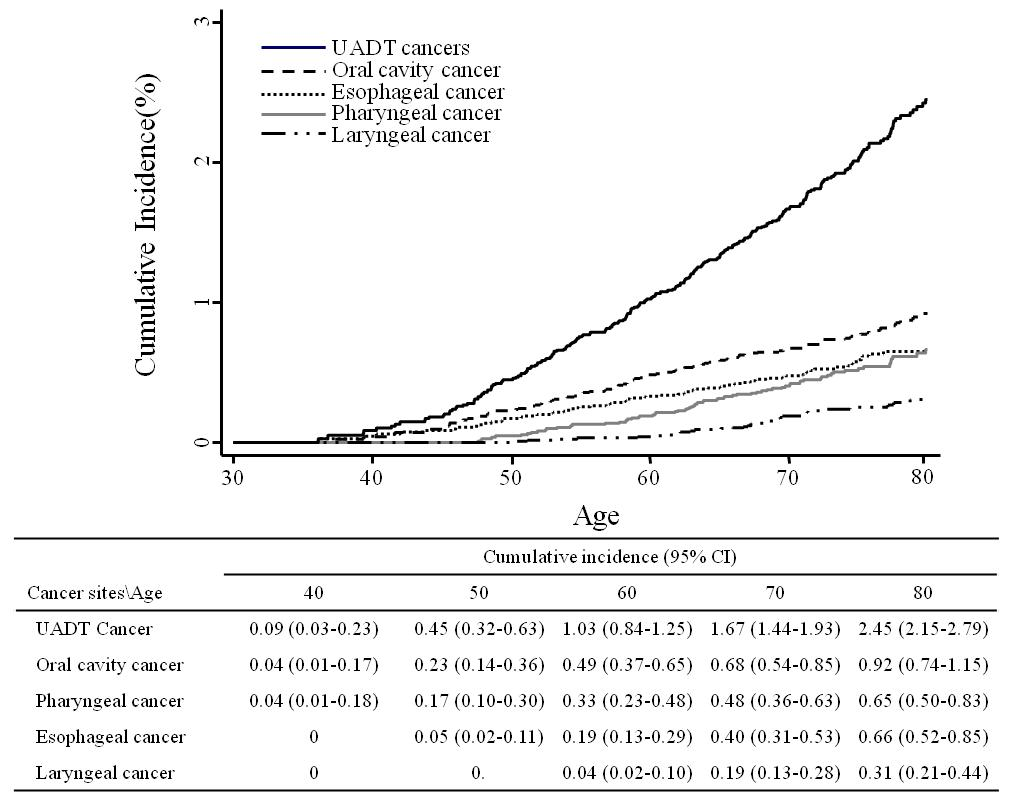 3
2
1
0
Cumulative Incidence(%)
UADT cancers
Oral cavity cancer
Esophageal cancer
Pharyngeal cancer
Laryngeal cancer
30 40 50 60 70 80
Age
Cumulative incidence (95% CI)
Cancer sites\Age 40 50 60 70 80
UADT Cancer 0.09 (0.03-0.23) 0.45 (0.32-0.63) 1.03 (0.84-1.25) 1.67 (1.44-1.93) 2.45 (2.15-2.79)
Oral cavity cancer 0.04 (0.01-0.17) 0.23 (0.14-0.36) 0.49 (0.37-0.65) 0.68 (0.54-0.85) 0.92 (0.74-1.15)
Pharyngeal cancer 0.04 (0.01-0.18) 0.17 (0.10-0.30) 0.33 (0.23-0.48) 0.48 (0.36-0.63) 0.65 (0.50-0.83)
Esophageal cancer 0 0.05 (0.02-0.11) 0.19 (0.13-0.29) 0.40 (0.31-0.53) 0.66 (0.52-0.85)
Laryngeal cancer 0 0. 0.04 (0.02-0.10) 0.19 (0.13-0.28) 0.31 (0.21-0.44)